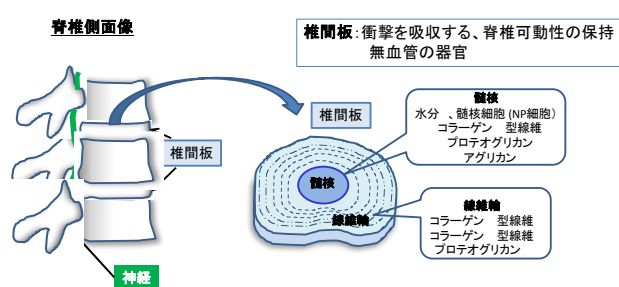 脊椎側面像
椎間板:衝撃を吸収する、脊椎可動性の保持
無血管の器官
椎間板
椎間板
神経
髄核
線維輪
髄核
水分 、髄核細胞 (NP細胞)
コラーゲン 型線維
プロテオグリカン
アグリカン
線維輪
コラーゲン 型線維
コラーゲン 型線維
プロテオグリカン